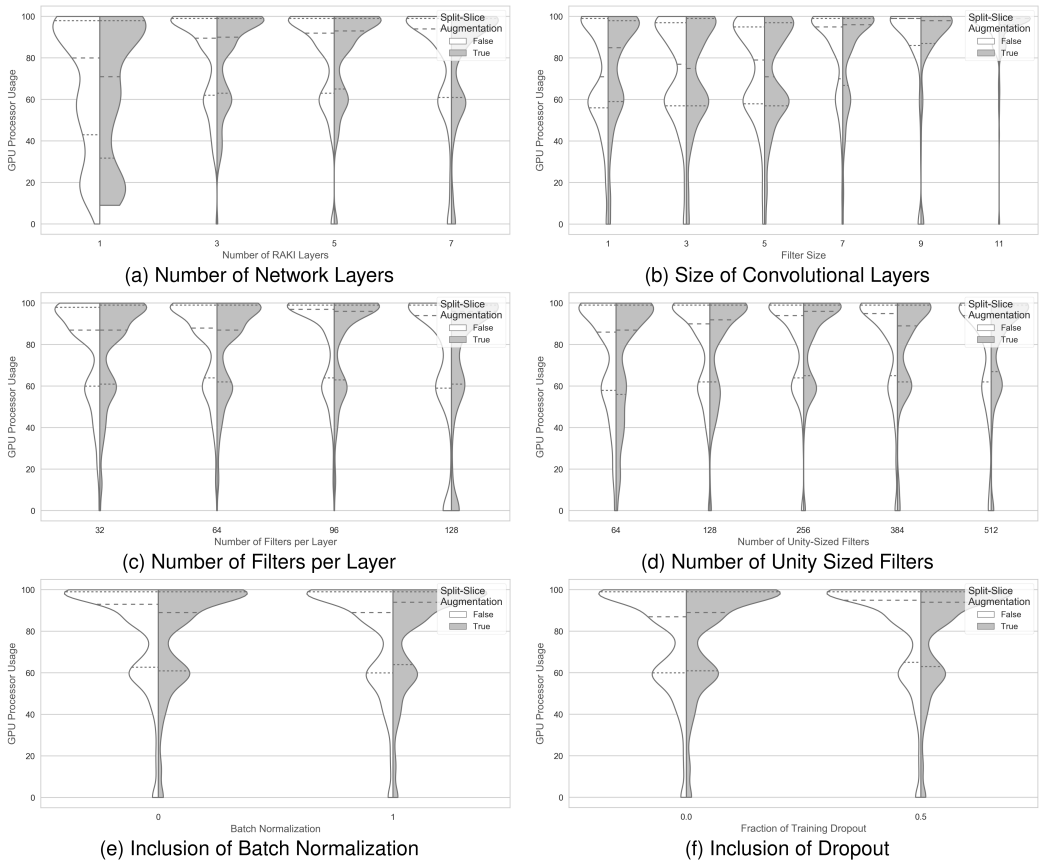 100
80
60
40
20
0
GPU Processor Usage
Split-Slice
Augmentation
False
True
1
3
5
7
Number of RAKI Layers
(a) Number of Network Layers
100
80
60
40
20
0
GPU Processor Usage
Split-Slice
Augmentation
False
True
1
3
5
7
9
11
Filter Size
(b) Size of Convolutional Layers
100
80
60
40
20
0
GPU Processor Usage
Split-Slice
Augmentation
False
True
32
64
96
128
Number of Filters per Layer
(c) Number of Filters per Layer
100
80
60
40
20
0
GPU Processor Usage
Split-Slice
Augmentation
False
True
64
128
256
384
512
Number of Unity-Sized Filters
(d) Number of Unity Sized Filters
100
80
60
40
20
0
GPU Processor Usage
Split-Slice
Augmentation
False
True
0
1
Batch Normalization
(e) Inclusion of Batch Normalization
100
80
60
40
20
0
GPU Processor Usage
Split-Slice
Augmentation
False
True
0.0
0.5
Fraction of Training Dropout
(f) Inclusion of Dropout